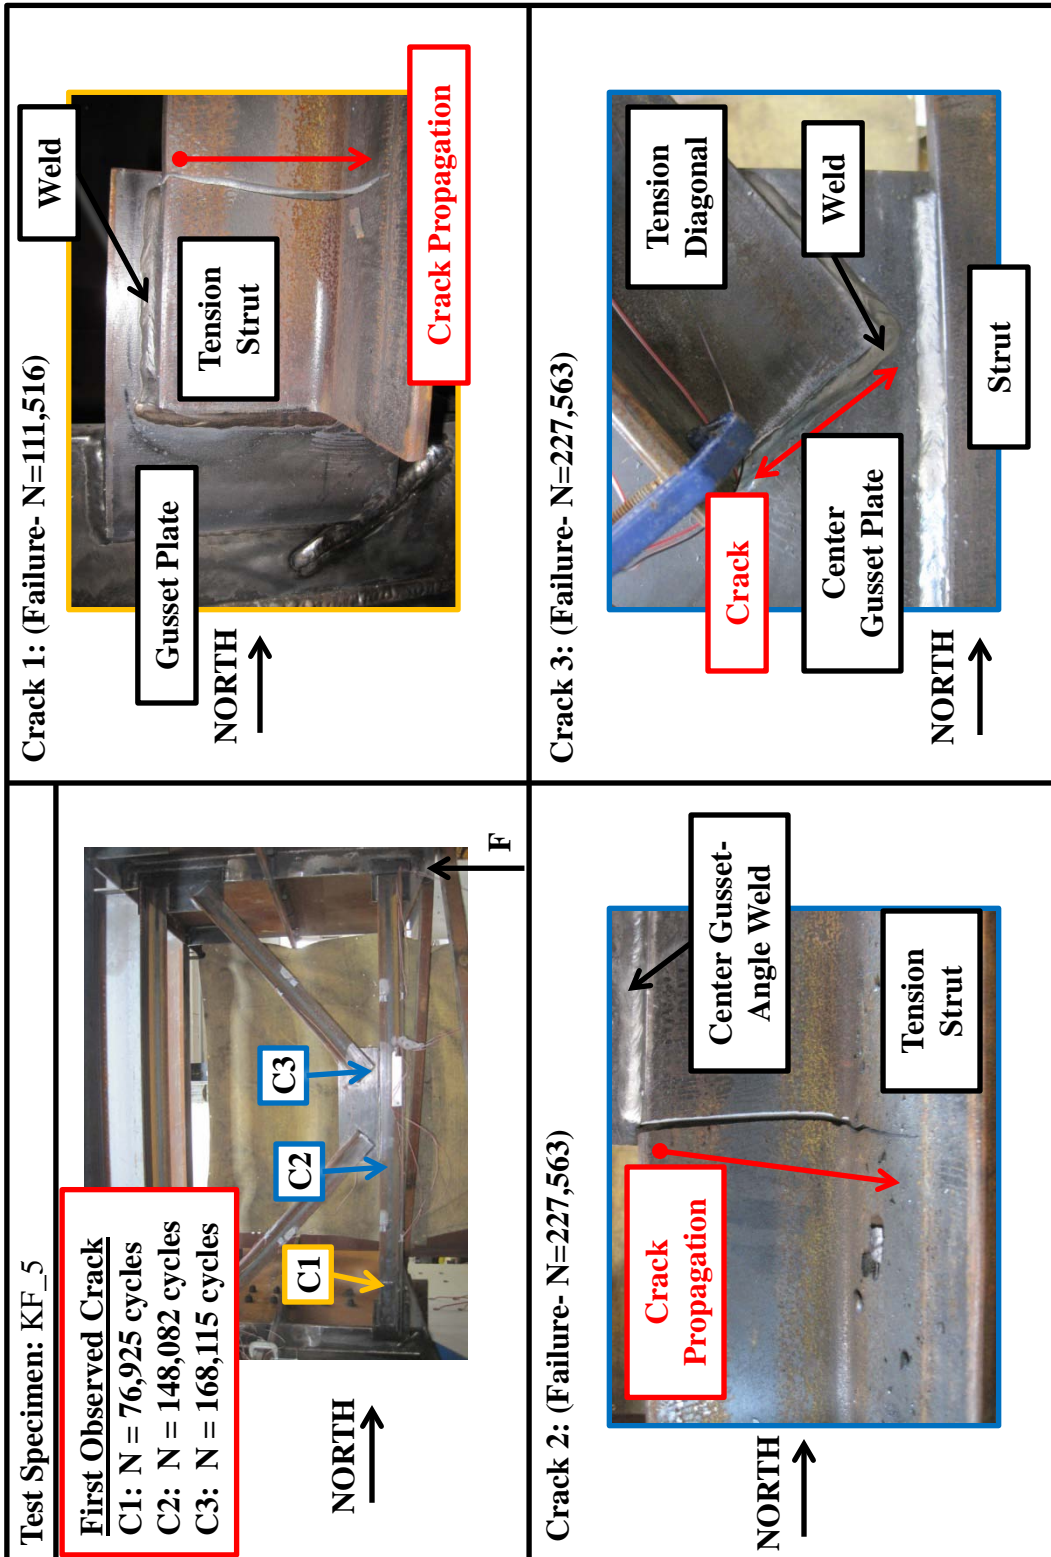 Test Specimen: KF_5
First Observed Crack
C1: N = 76,925 cycles
C2: N = 148,082 cycles
C3: N = 168,115 cycles
C1
C2
C3
F
NORTH
Crack 1: (Failure- N=111,516)
Weld
Gusset Plate
Tension
Strut
Crack Propagation
NORTH
Crack 2: (Failure- N=227,563)
Crack
Propagation
Center Gusset-
Angle Weld
Tension
Strut
NORTH
Crack 3: (Failure- N=227,563)
Tension
Diagonal
Weld
Crack
Center
Gusset Plate
Strut
NORTH